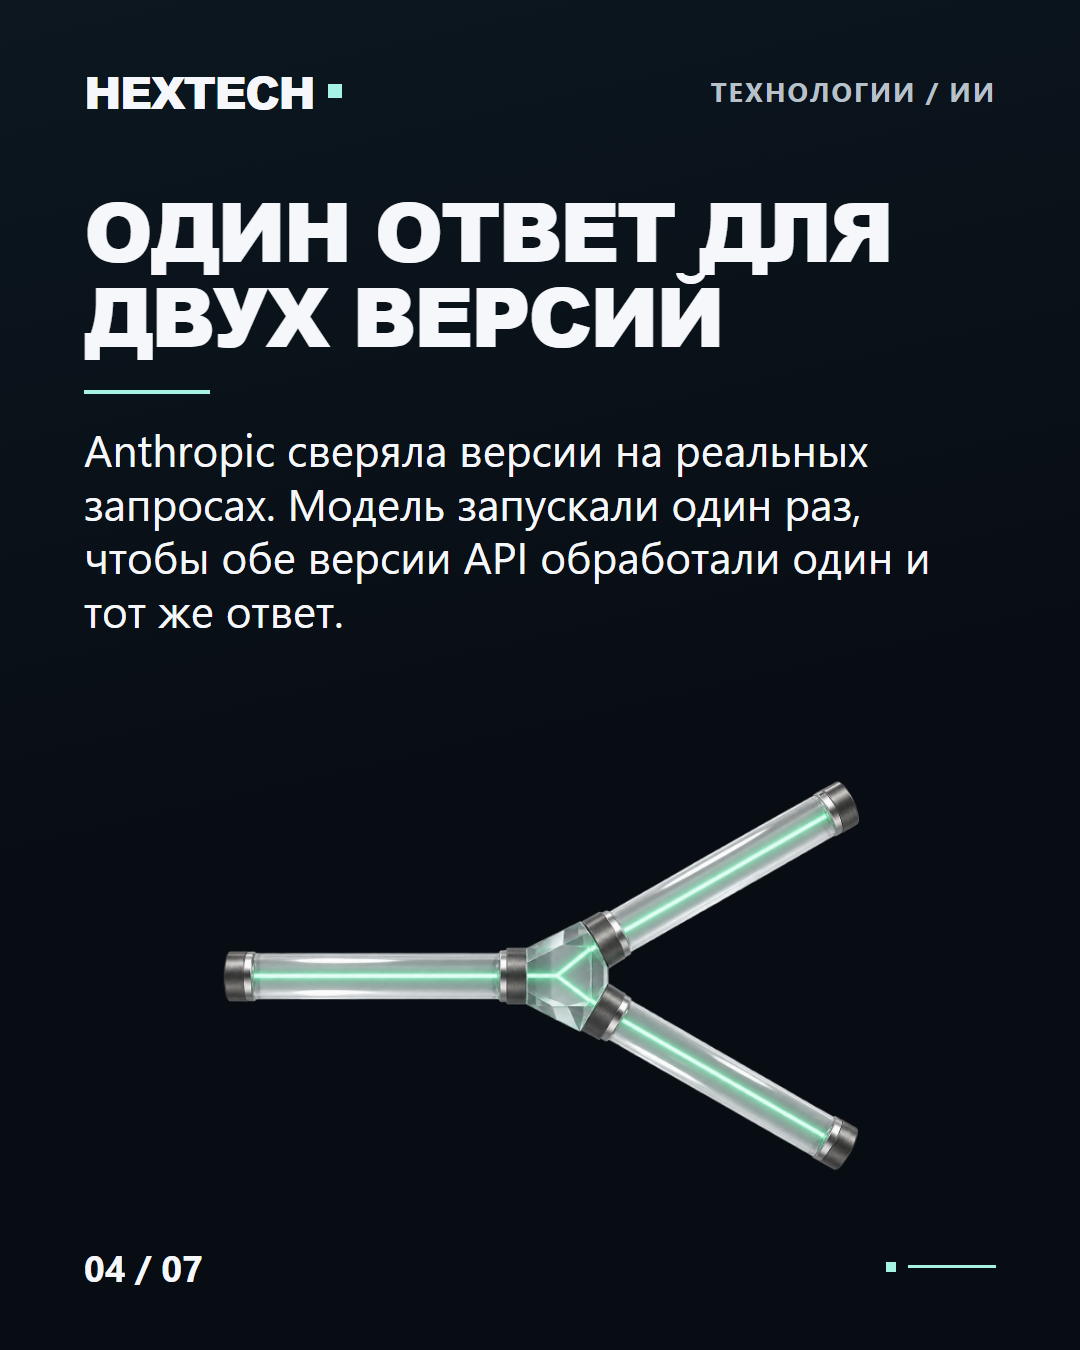 HEXTECH
ТЕХНОЛОГИИ / ИИ
ОДИН ОТВЕТ ДЛЯ
ДВУХ ВЕРСИЙ
Anthropic сверяла версии на реальных
запросах. Модель запускали один раз,
чтобы обе версии API обработали один и
тот же ответ.
04 / 07